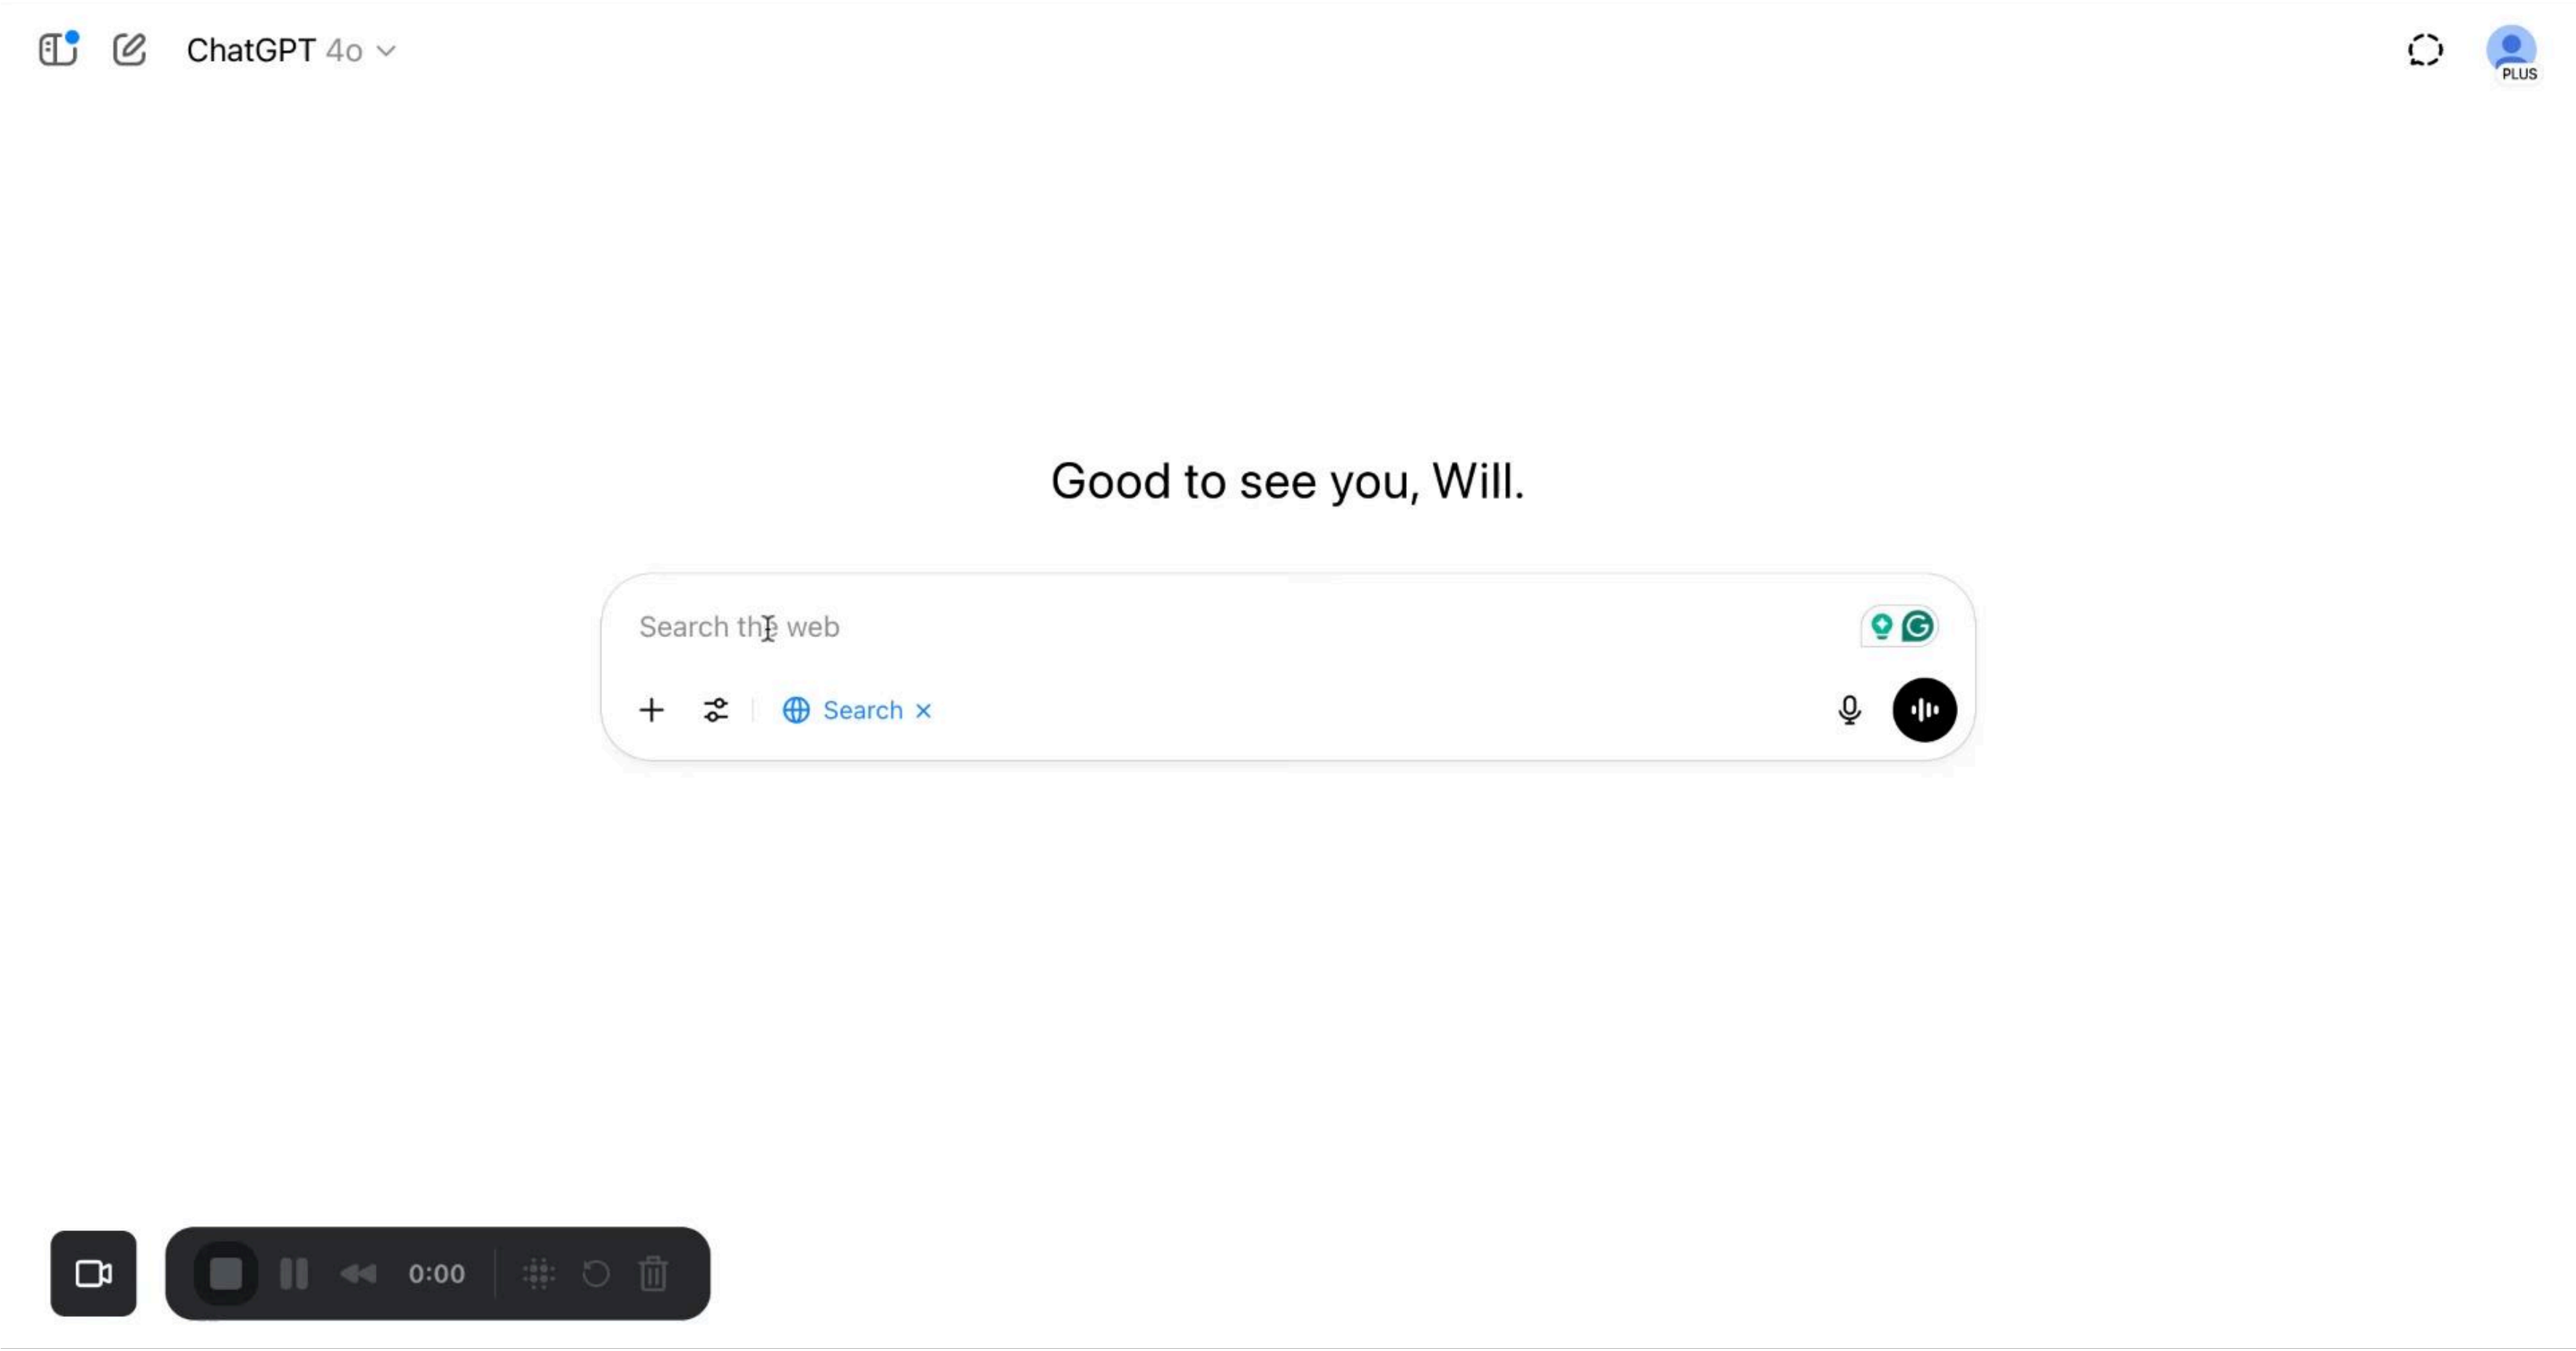 ChatGPT 4o
PLUS
Good to see you, Will.
Search the web
Search
0:00